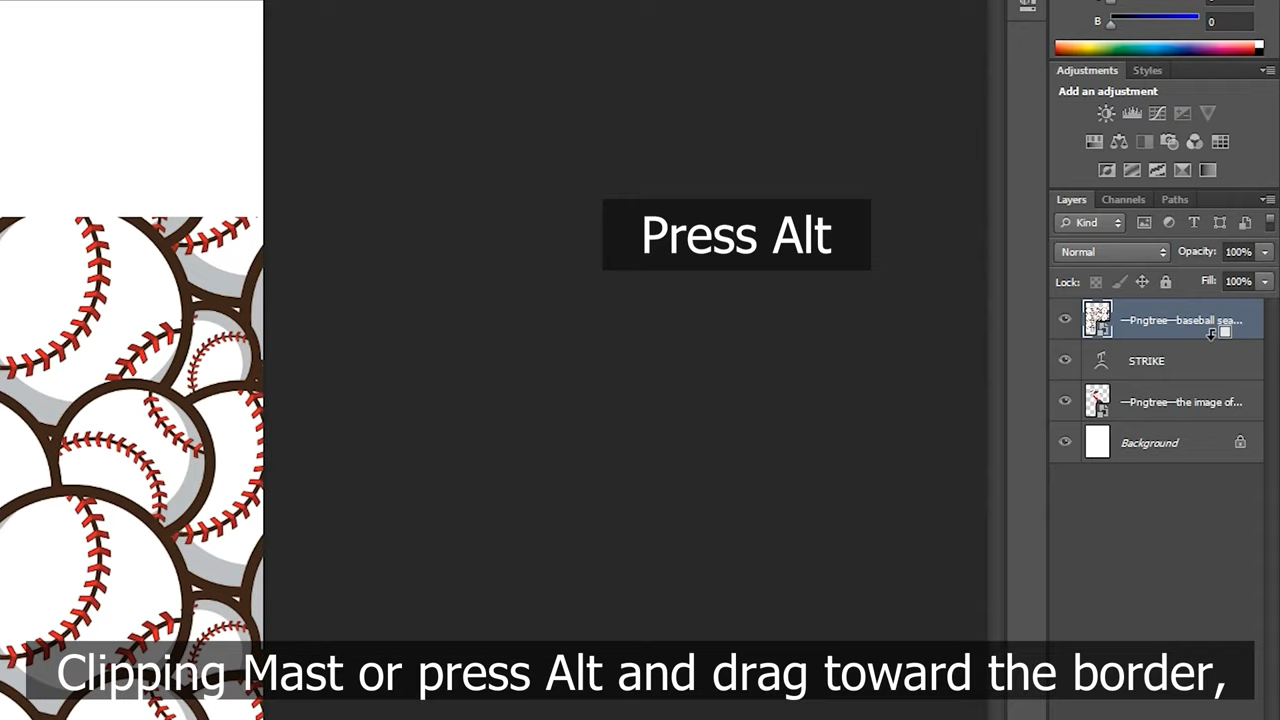 B
0
Adjustments
Styles
Add an adjustment
Layers
Channels
Paths
Kind
Normal
Opacity: 100%
Lock:
Fill: 100%
—Pngtree—baseball sea...
STRIKE
—Pngtree—the image of...
Background
Press Alt
Clipping Mast or press Alt and drag toward the border,